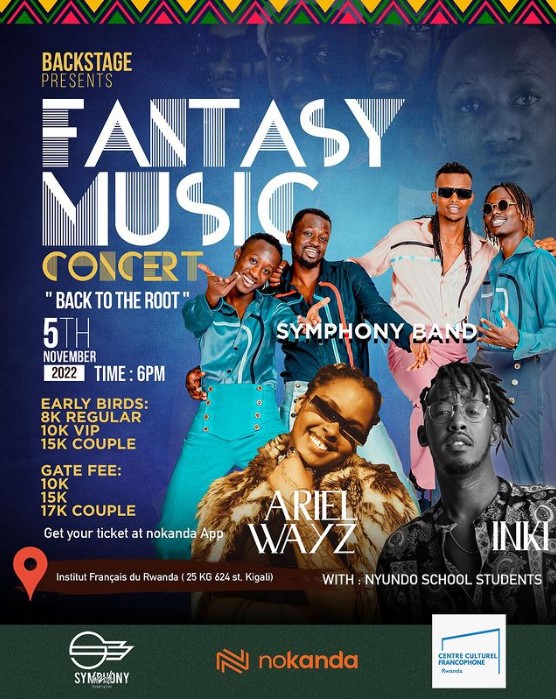 BACKSTAGE
PRESENTS
FANTASY
MUSIC
CONCERT
" BACK TO THE ROOT "
5TH
NOVEMBER
2022 TIME : 6PM
SYMPHONY BAND
EARLY BIRDS:
8K REGULAR
10K VIP
15K COUPLE
GATE FEE:
10K
15K
17K COUPLE
Get your ticket at nokanda App
ARIEL
WAYZ
INKI
Institut Français du Rwanda ( 25 KG 624 st, Kigali)
WITH : NYUNDO SCHOOL STUDENTS
SYMPHONY
nokanda
CENTRE CULTUREL
FRANCOPHONE
Rwanda